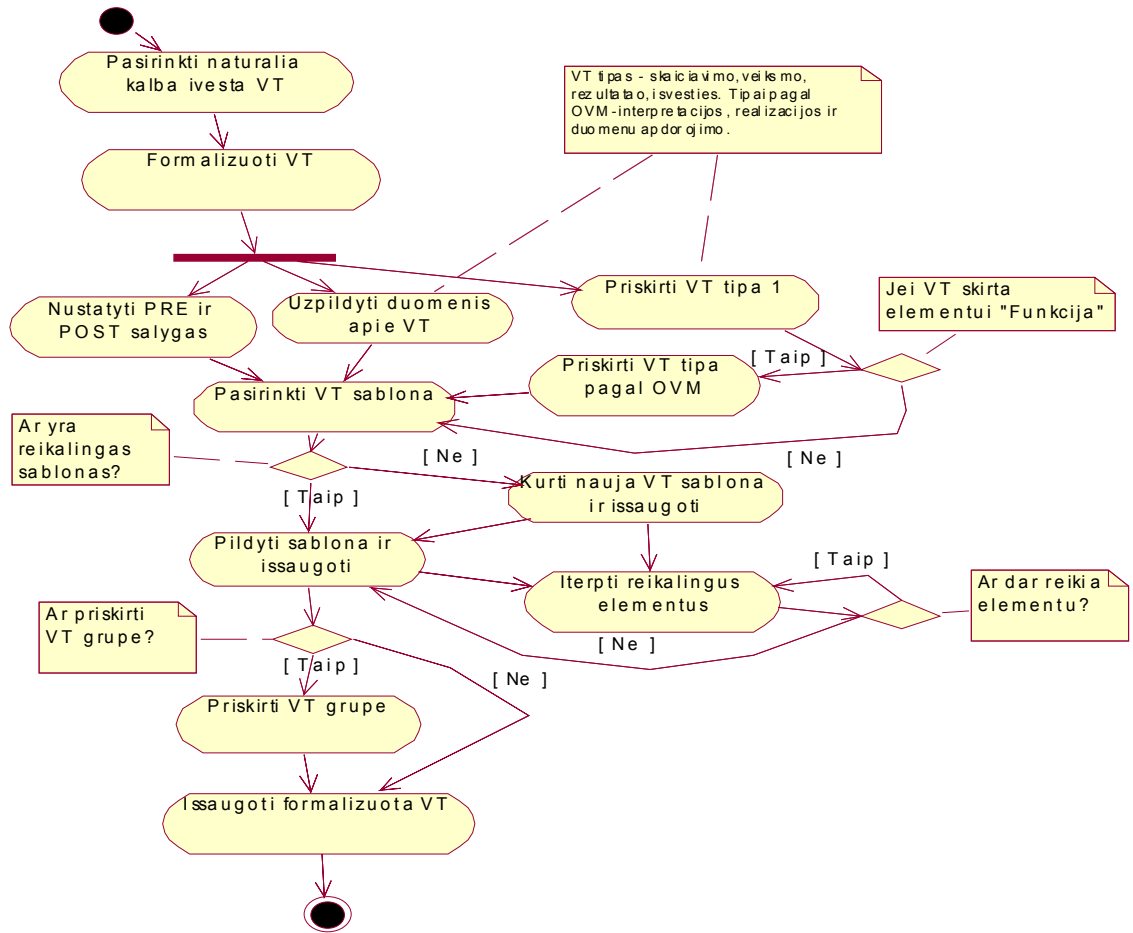 Pasirinkti naturalia
kalba ivesta VT
VT tipas - skaiciavimo, veiksmo,
rezultatao, isvesties. Tipai pagal
OVM - interpretacijos, realizacijos ir
duomenu apdorojimo.
Formalizuoti VT
Nustatyti PRE ir
POST salygas
Uzpildyti duomenis
apie VT
Priskirti VT tipa 1
Jei VT skirta
elementui "Funkcija"
[ Taip ]
Priskirti VT tipa
pagal OVM
Pasirinkti VT sablona
Ar yra
reikalingas
sablonas?
[ Ne ]
[ Ne ]
[ Taip ]
Kurti nauja VT sablona
ir issaugoti
Pildyti sablona ir
issaugoti
[ Taip ]
Iterpti reikalingus
elementus
Ar dar reikia
elementu?
Ar priskirti
VT grupe?
[ Ne ]
[ Taip ]
[ Ne ]
Priskirti VT grupe
Issaugoti formalizuota VT